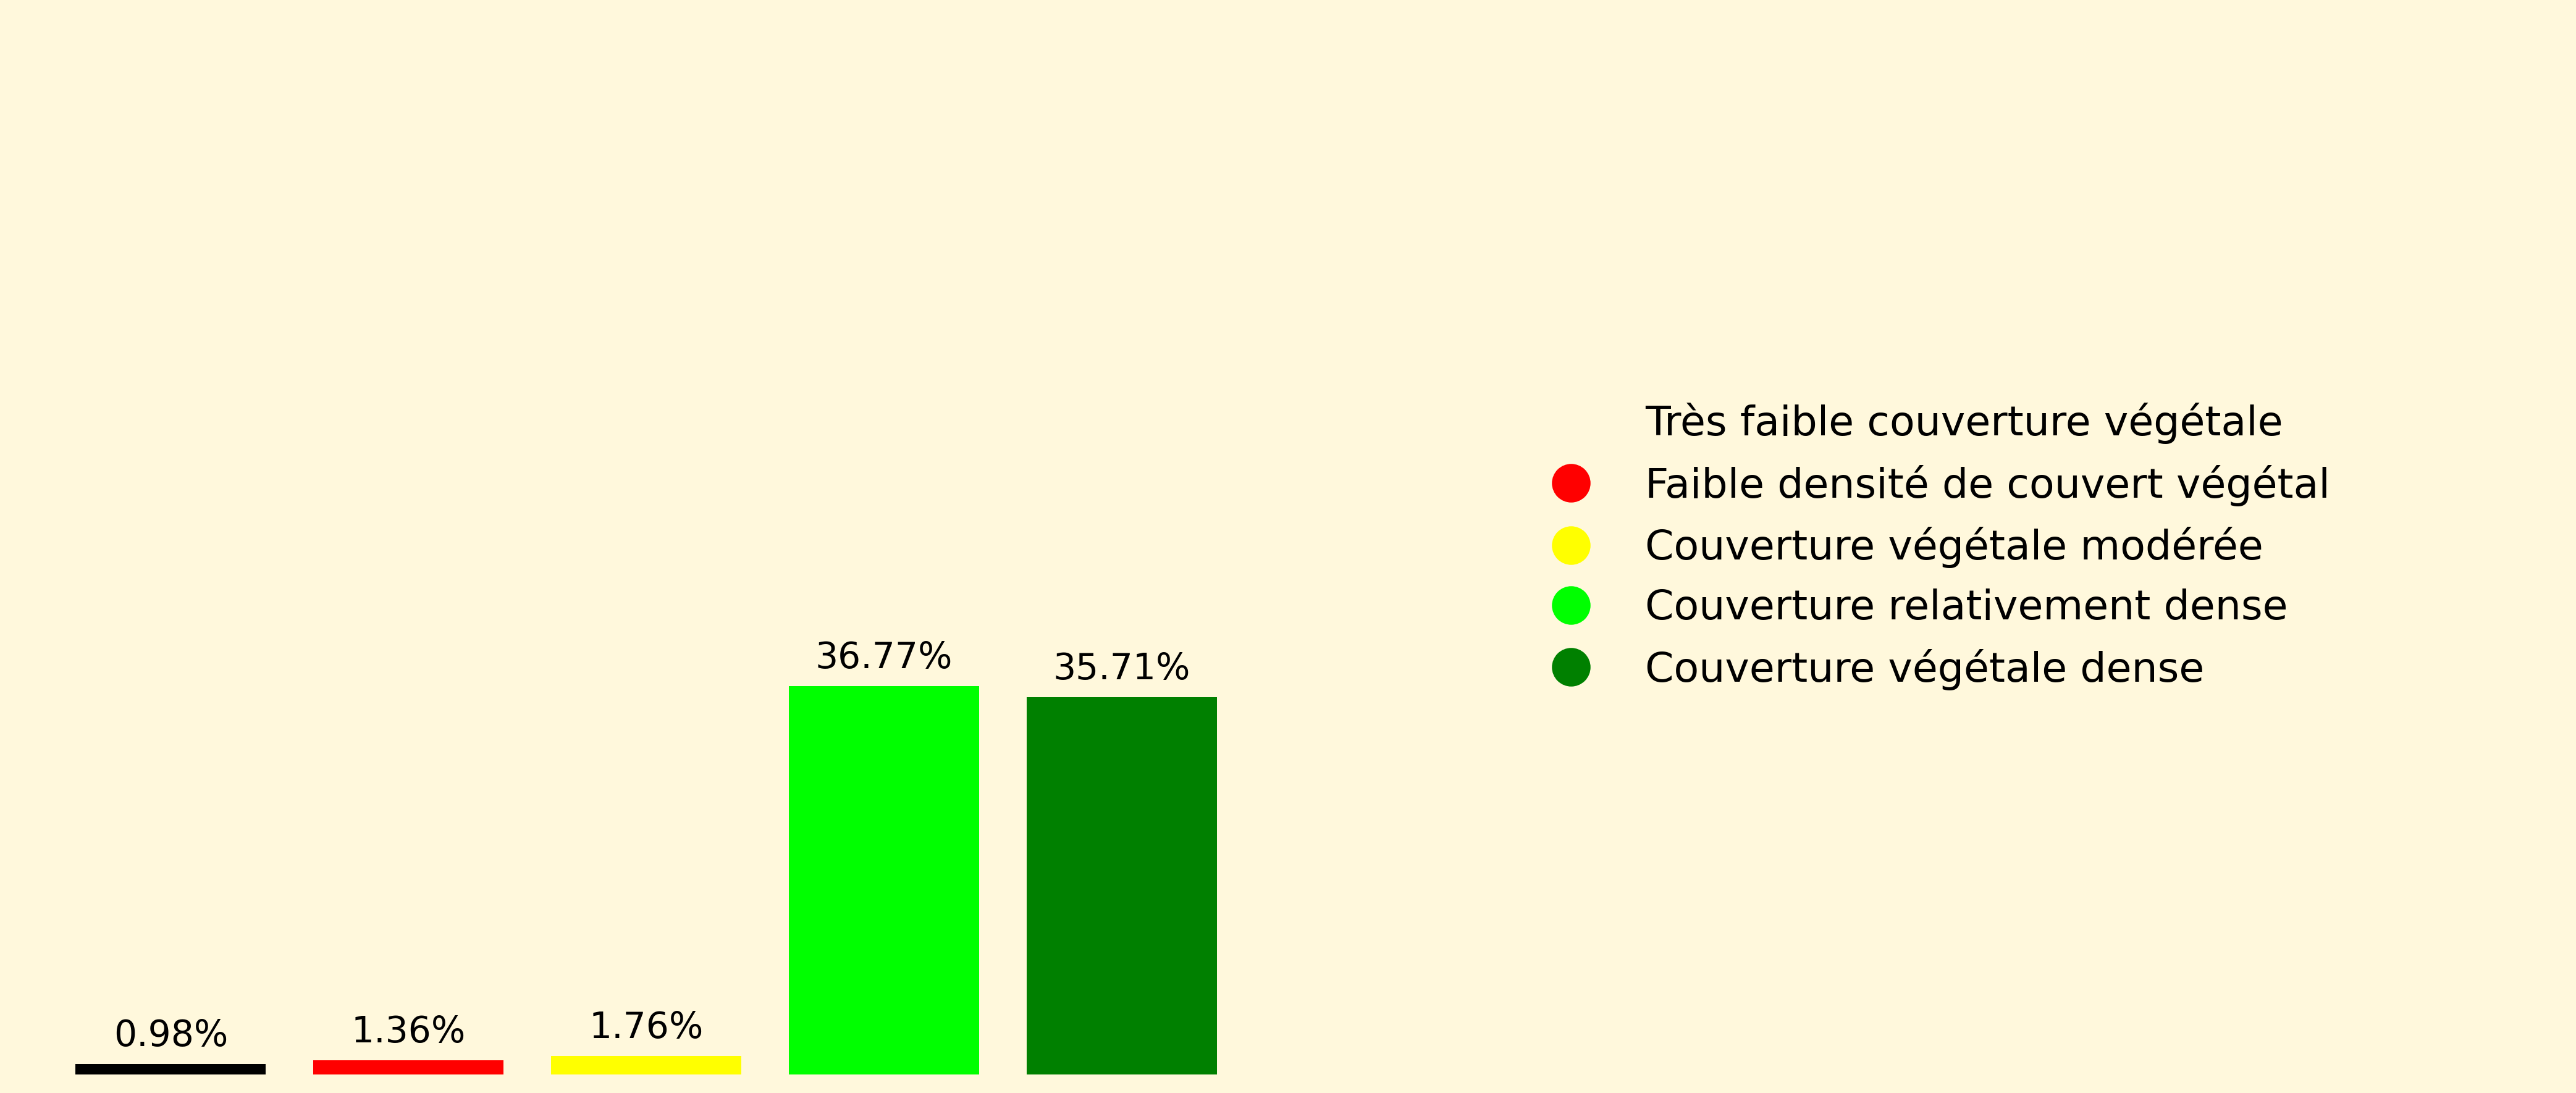 Très faible couverture végétale
Faible densité de couvert végétal
Couverture végétale modérée
Couverture relativement dense
Couverture végétale dense
36.77%
35.71%
0.98%
1.36%
1.76%